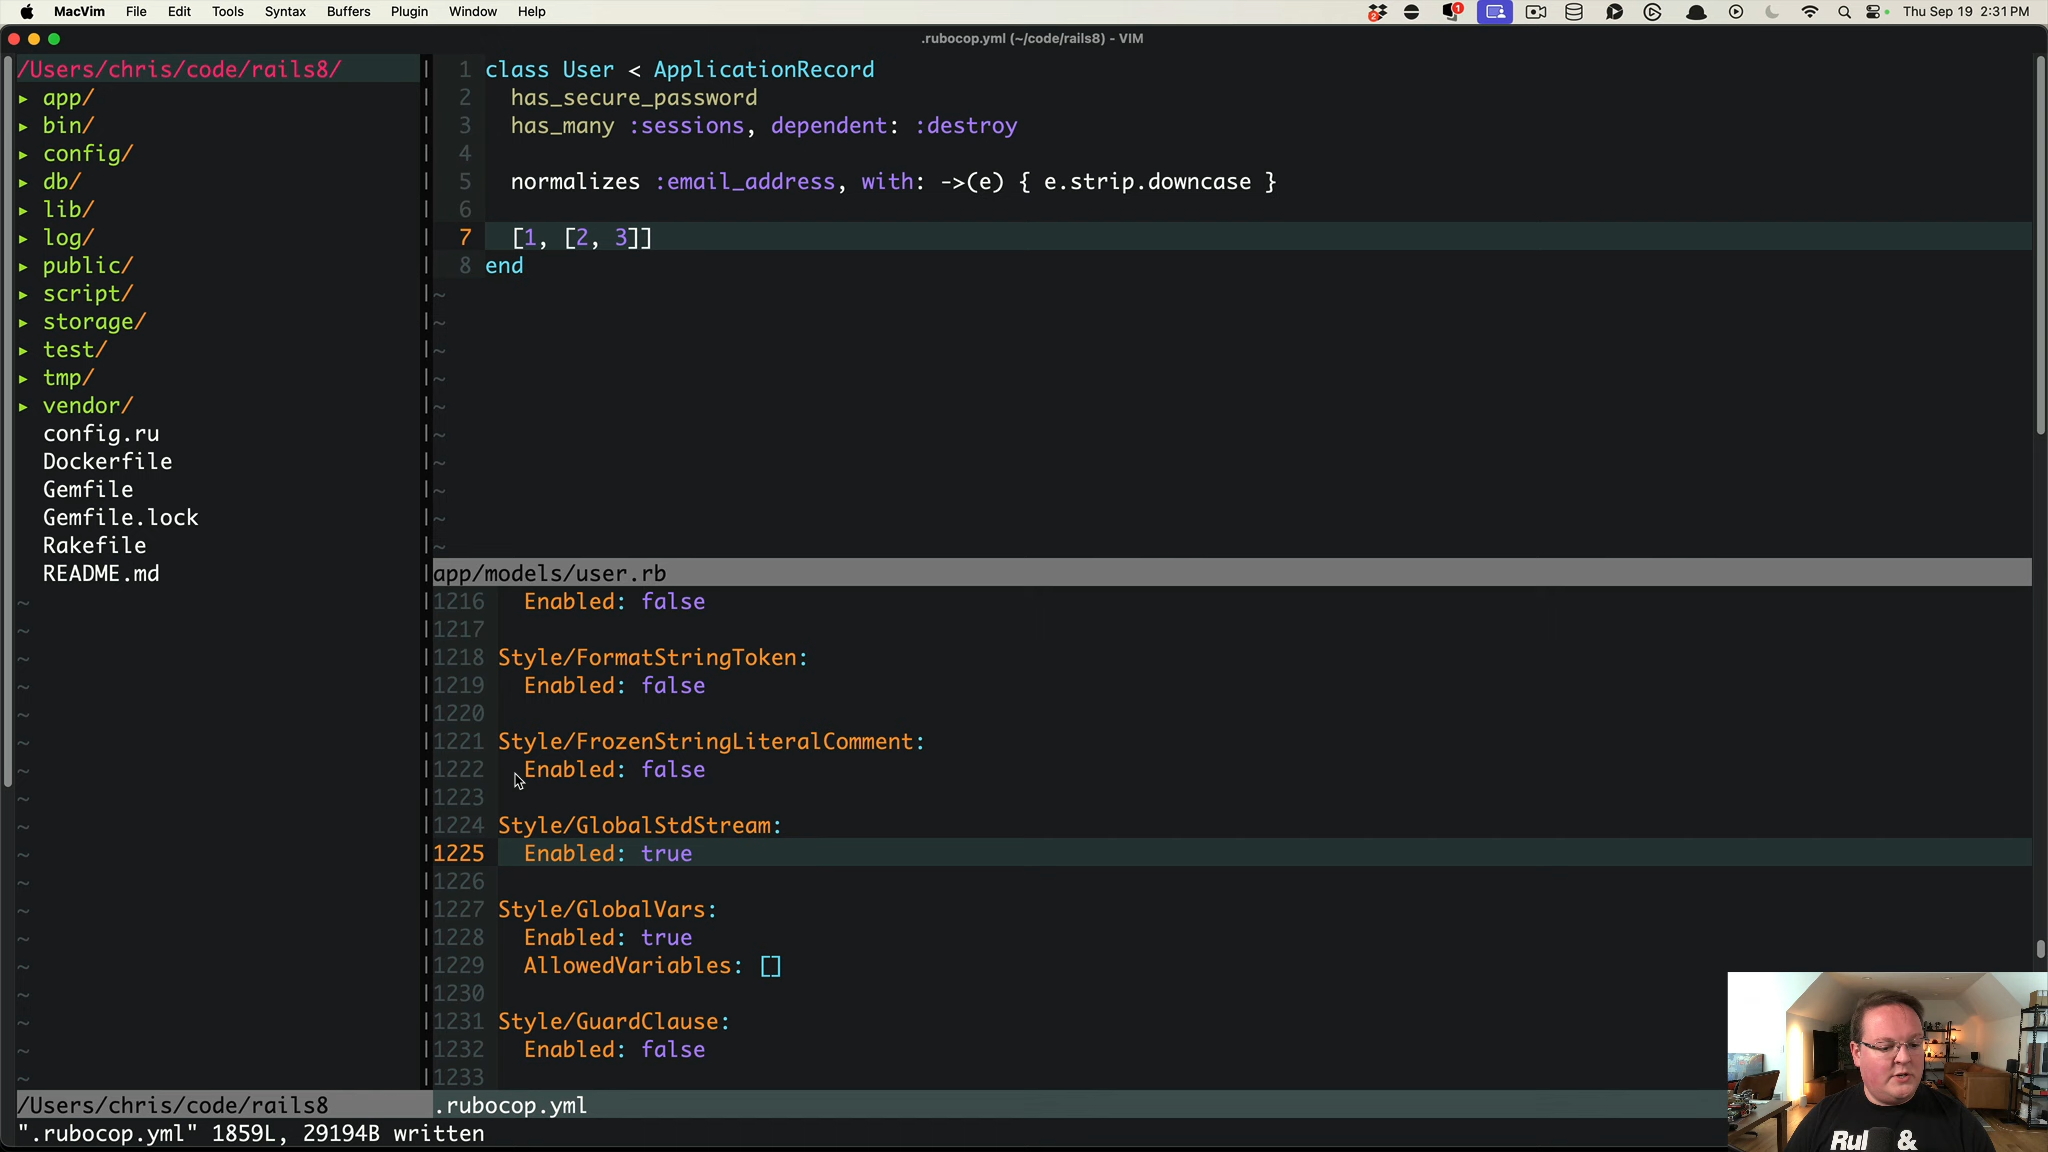 MacVim File Edit Tools Syntax Buffers Plugin Window Help
2 1 Thu Sep 19 2:31 PM
.rubocop.yml (~/code/rails8) - VIM
/Users/chris/code/rails8/
▸ app/
▸ bin/
▸ config/
▸ db/
▸ lib/
▸ log/
▸ public/
▸ script/
▸ storage/
▸ test/
▸ tmp/
▸ vendor/
config.ru
Dockerfile
Gemfile
Gemfile.lock
Rakefile
README.md
/Users/chris/code/rails8
1 class User < ApplicationRecord
2 has_secure_password
3 has_many :sessions, dependent: :destroy
4
5 normalizes :email_address, with: ->(e) { e.strip.downcase }
6
7 [1, [2, 3]]
8 end
app/models/user.rb
1216 Enabled: false
1217
1218 Style/FormatStringToken:
1219 Enabled: false
1220
1221 Style/FrozenStringLiteralComment:
1222 Enabled: false
1223
1224 Style/GlobalStdStream:
1225 Enabled: true
1226
1227 Style/GlobalVars:
1228 Enabled: true
1229 AllowedVariables: []
1230
1231 Style/GuardClause:
1232 Enabled: false
1233
.rubocop.yml
".rubocop.yml" 1859L, 29194B written
&